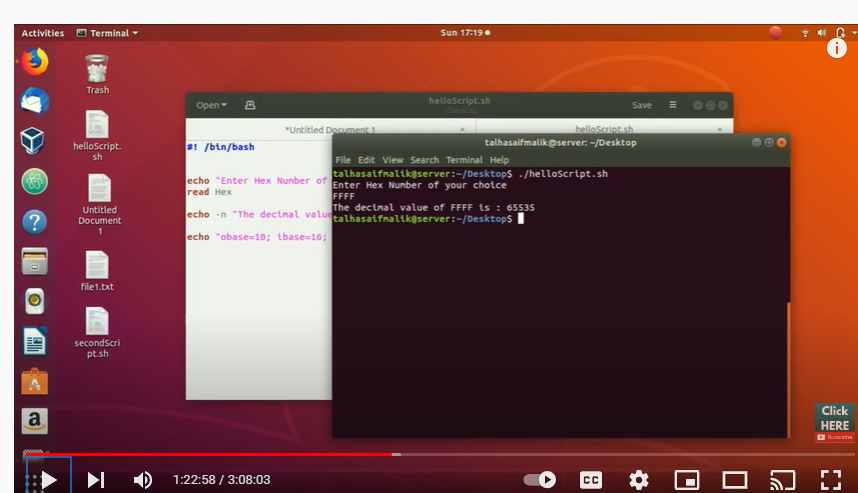 Activities Terminal Sun 17:19
Trash
helloScript.
sh
Untitled
Document
1
file1.txt
secondScri
pt.sh
Open helloScript.sh Save
*Untitled Document 1 × helloScript.sh ×
#! /bin/bash
echo "Enter Hex Number of
read Hex
echo -n "The decimal value
echo "obase=10; ibase=16;
talhasaifmalik@server: ~/Desktop
File Edit View Search Terminal Help
talhasaifmalik@server:~/Desktop$ ./helloScript.sh
Enter Hex Number of your choice
FFFF
The decimal value of FFFF is : 65535
talhasaifmalik@server:~/Desktop$
Click
HERE
Subscribe
1:22:58 / 3:08:03
CC